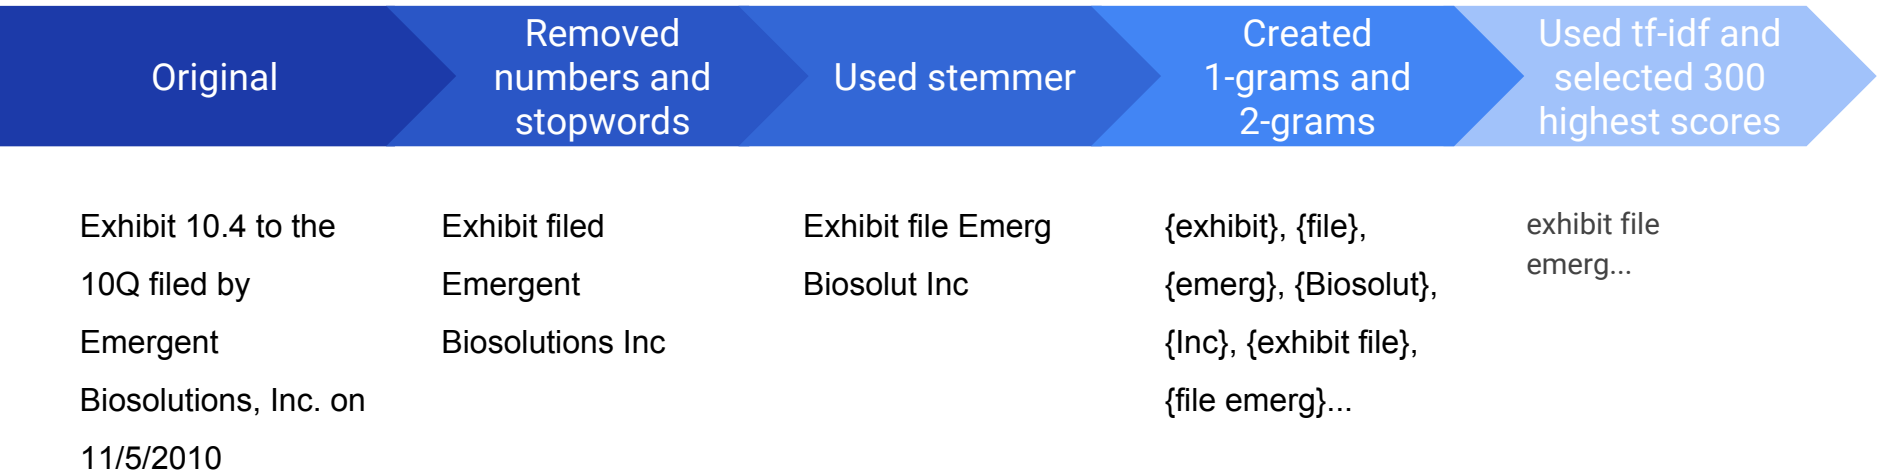 Original
Removed
numbers and
stopwords
Used stemmer
Created
1-grams and
2-grams
Used tf-idf and
selected 300
highest scores
Exhibit 10.4 to the
10Q filed by
Emergent
Biosolutions, Inc. on
11/5/2010
Exhibit filed
Emergent
Biosolutions Inc
Exhibit file Emerg
Biosolut Inc
{exhibit}, {file},
{emerg}, {Biosolut},
{Inc}, {exhibit file},
{file emerg}...
exhibit file
emerg...